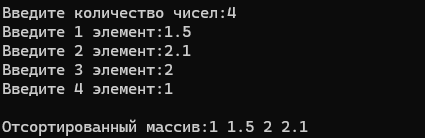 Введите количество чисел:4
Введите 1 элемент:1.5
Введите 2 элемент:2.1
Введите 3 элемент:2
Введите 4 элемент:1
Отсортированный массив:1 1.5 2 2.1